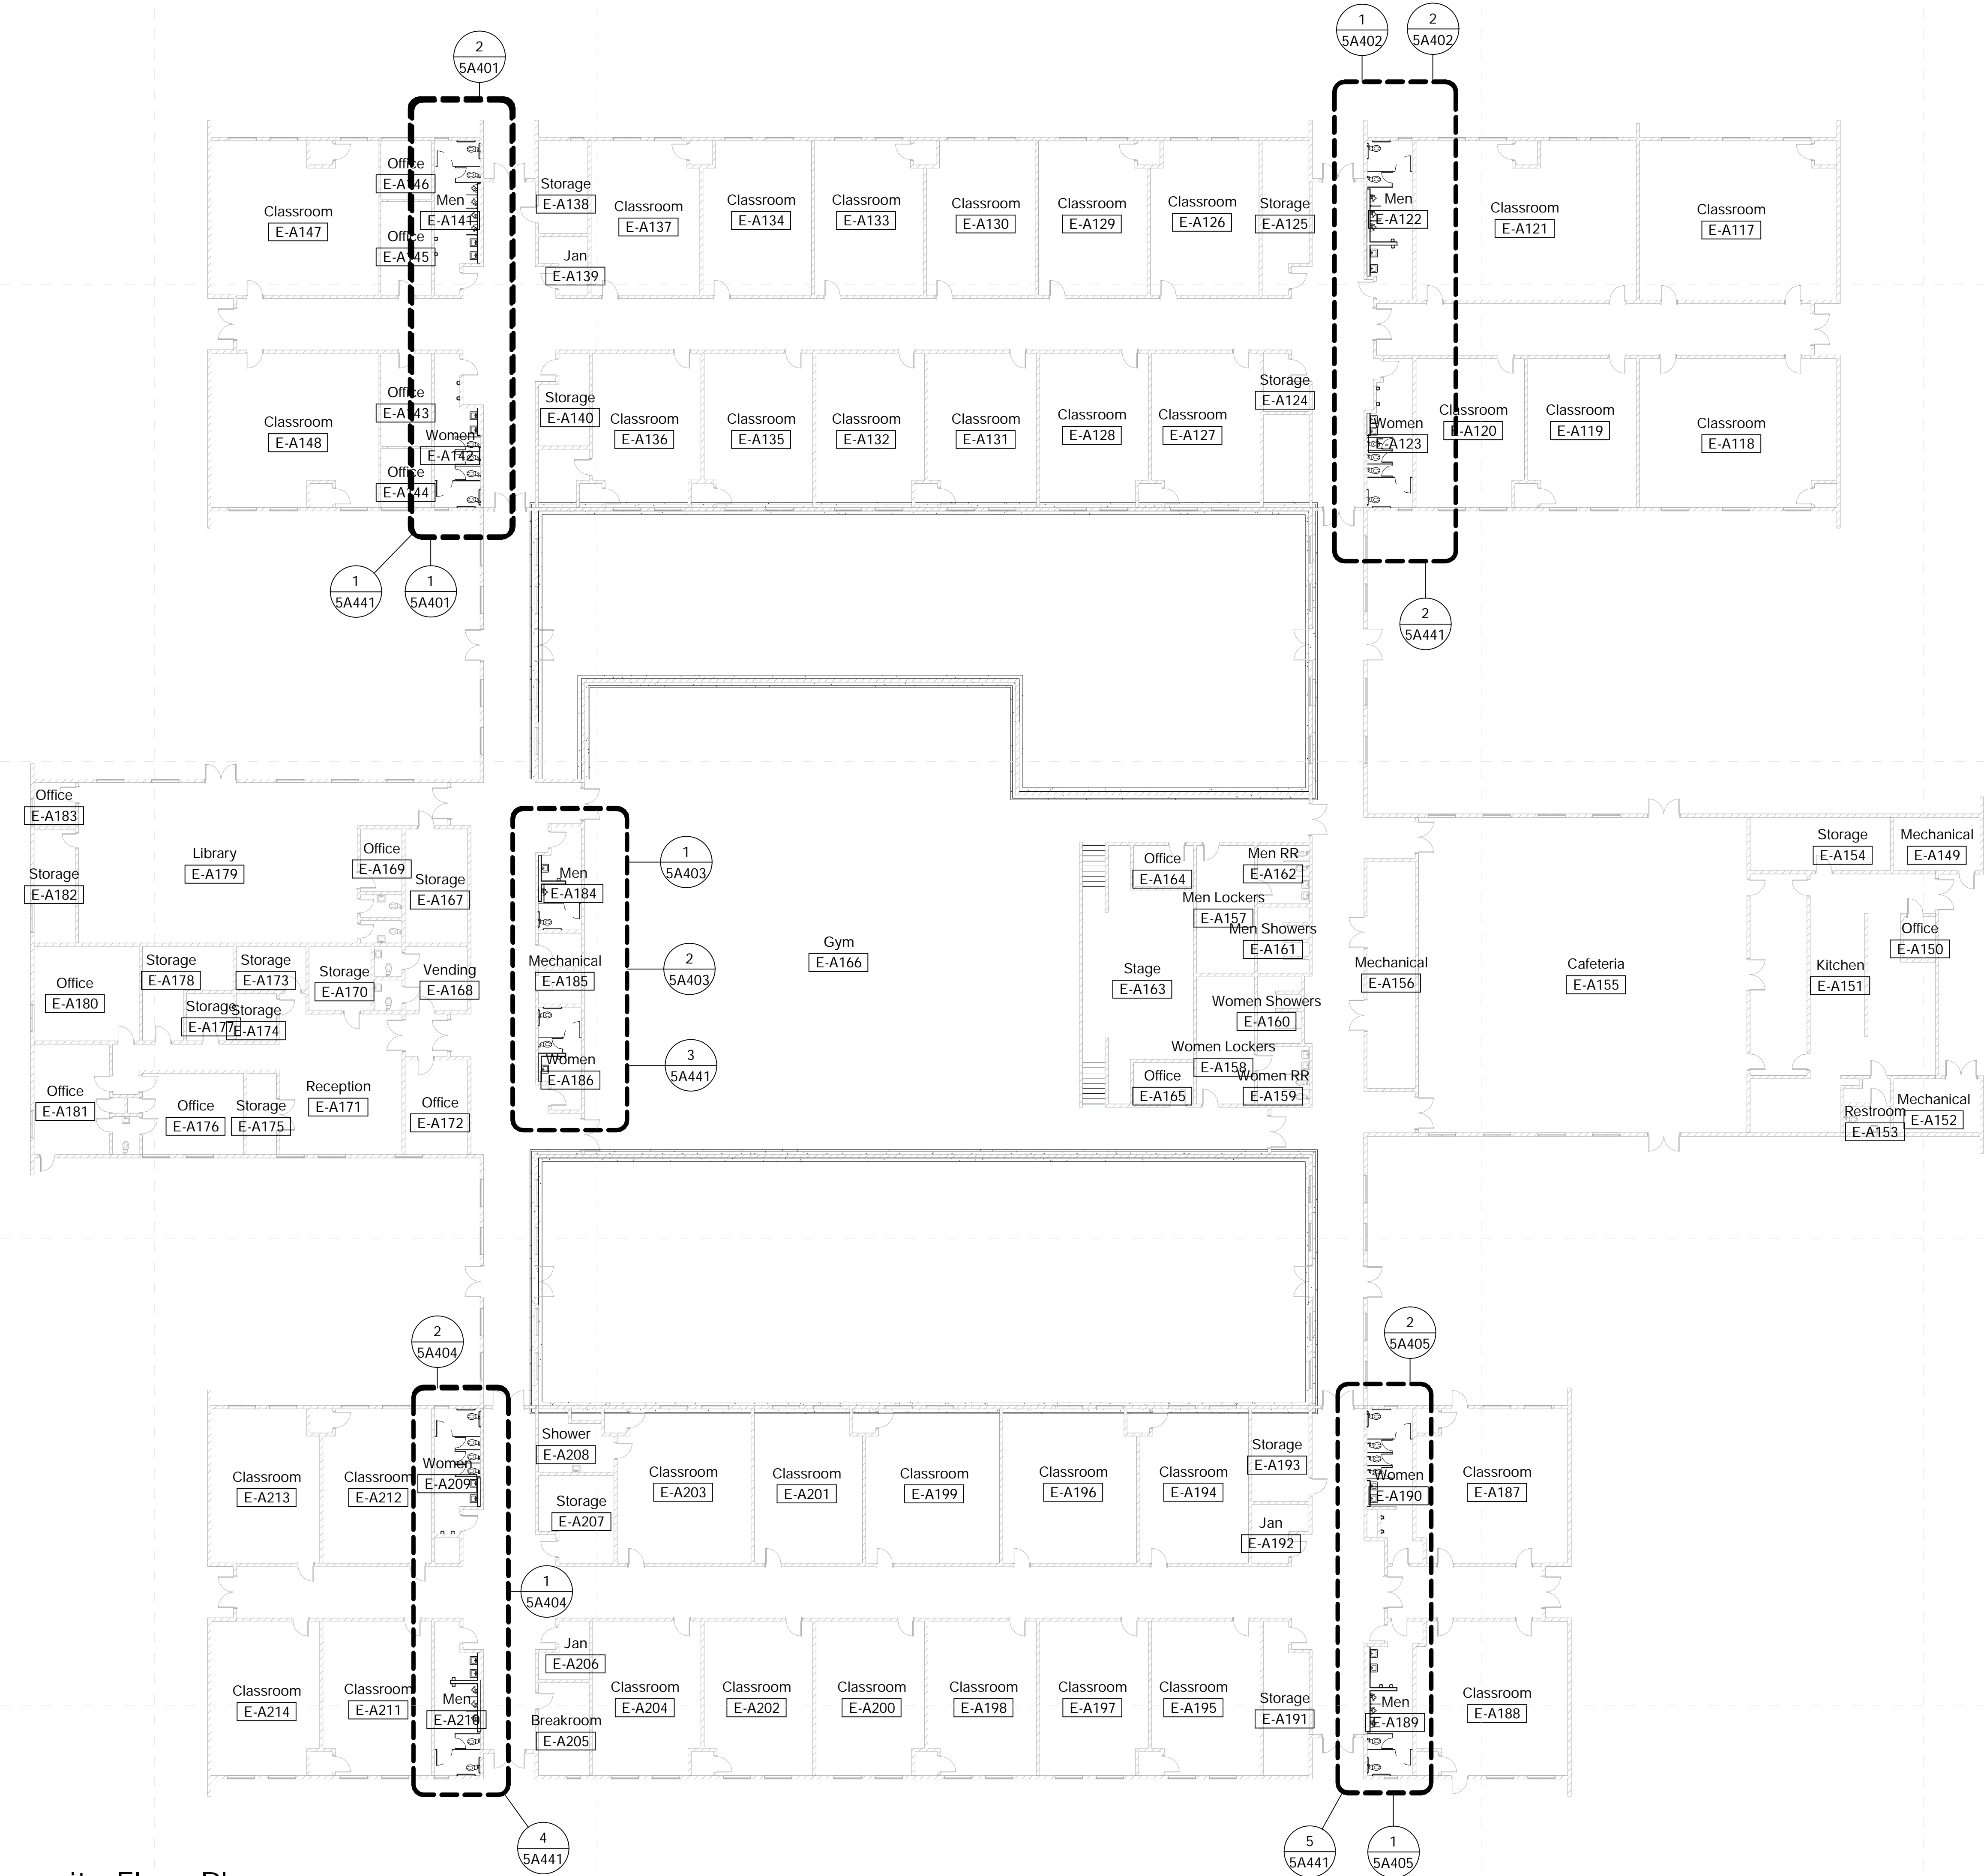 1
5A402
2
5A402
2
5A401
Office
E-A146
Men
E-A141
Office
E-A145
Classroom
E-A147
Storage
E-A138
Jan
E-A139
Classroom
E-A137
Classroom
E-A134
Classroom
E-A133
Classroom
E-A130
Classroom
E-A129
Classroom
E-A126
Storage
E-A125
Men
E-A122
Classroom
E-A121
Classroom
E-A117
Classroom
E-A148
Office
E-A143
Women
E-A142
Office
E-A144
Storage
E-A140
Classroom
E-A136
Classroom
E-A135
Classroom
E-A132
Classroom
E-A131
Classroom
E-A128
Classroom
E-A127
Storage
E-A124
Women
E-A123
Classroom
E-A120
Classroom
E-A119
Classroom
E-A118
1
5A441
1
5A401
2
5A441
Office
E-A183
Storage
E-A182
Library
E-A179
Office
E-A169
Storage
E-A167
Men
E-A184
1
5A403
Mechanical
E-A185
2
5A403
Women
E-A186
3
5A441
Gym
E-A166
Office
E-A164
Men RR
E-A162
Men Lockers
E-A157
Men Showers
E-A161
Stage
E-A163
Women Showers
E-A160
Women Lockers
E-A158
Women RR
E-A159
Office
E-A165
Mechanical
E-A156
Cafeteria
E-A155
Storage
E-A154
Mechanical
E-A149
Office
E-A150
Kitchen
E-A151
Restroom
E-A153
Mechanical
E-A152
Office
E-A180
Storage
E-A178
Storage
E-A173
Storage
E-A177
Storage
E-A174
Storage
E-A170
Vending
E-A168
Office
E-A181
Office
E-A176
Storage
E-A175
Reception
E-A171
Office
E-A172
2
5A404
2
5A405
Classroom
E-A213
Classroom
E-A212
Women
E-A209
Shower
E-A208
Storage
E-A207
Classroom
E-A203
Classroom
E-A201
Classroom
E-A199
Classroom
E-A196
Classroom
E-A194
Storage
E-A193
Jan
E-A192
Women
E-A190
Classroom
E-A187
1
5A404
Classroom
E-A214
Classroom
E-A211
Men
E-A210
Jan
E-A206
Breakroom
E-A205
Classroom
E-A204
Classroom
E-A202
Classroom
E-A200
Classroom
E-A198
Classroom
E-A197
Classroom
E-A195
Storage
E-A191
Men
E-A189
Classroom
E-A188
4
5A441
5
5A441
1
5A405